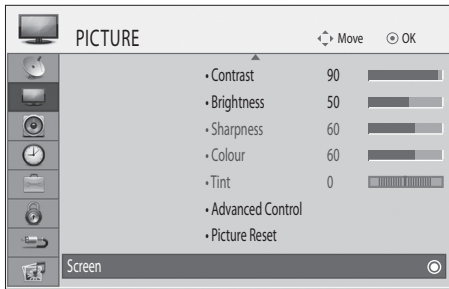 PICTURE Move OK
• Contrast 90
• Brightness 50
• Sharpness 60
• Colour 60
• Tint 0
• Advanced Control
• Picture Reset
Screen